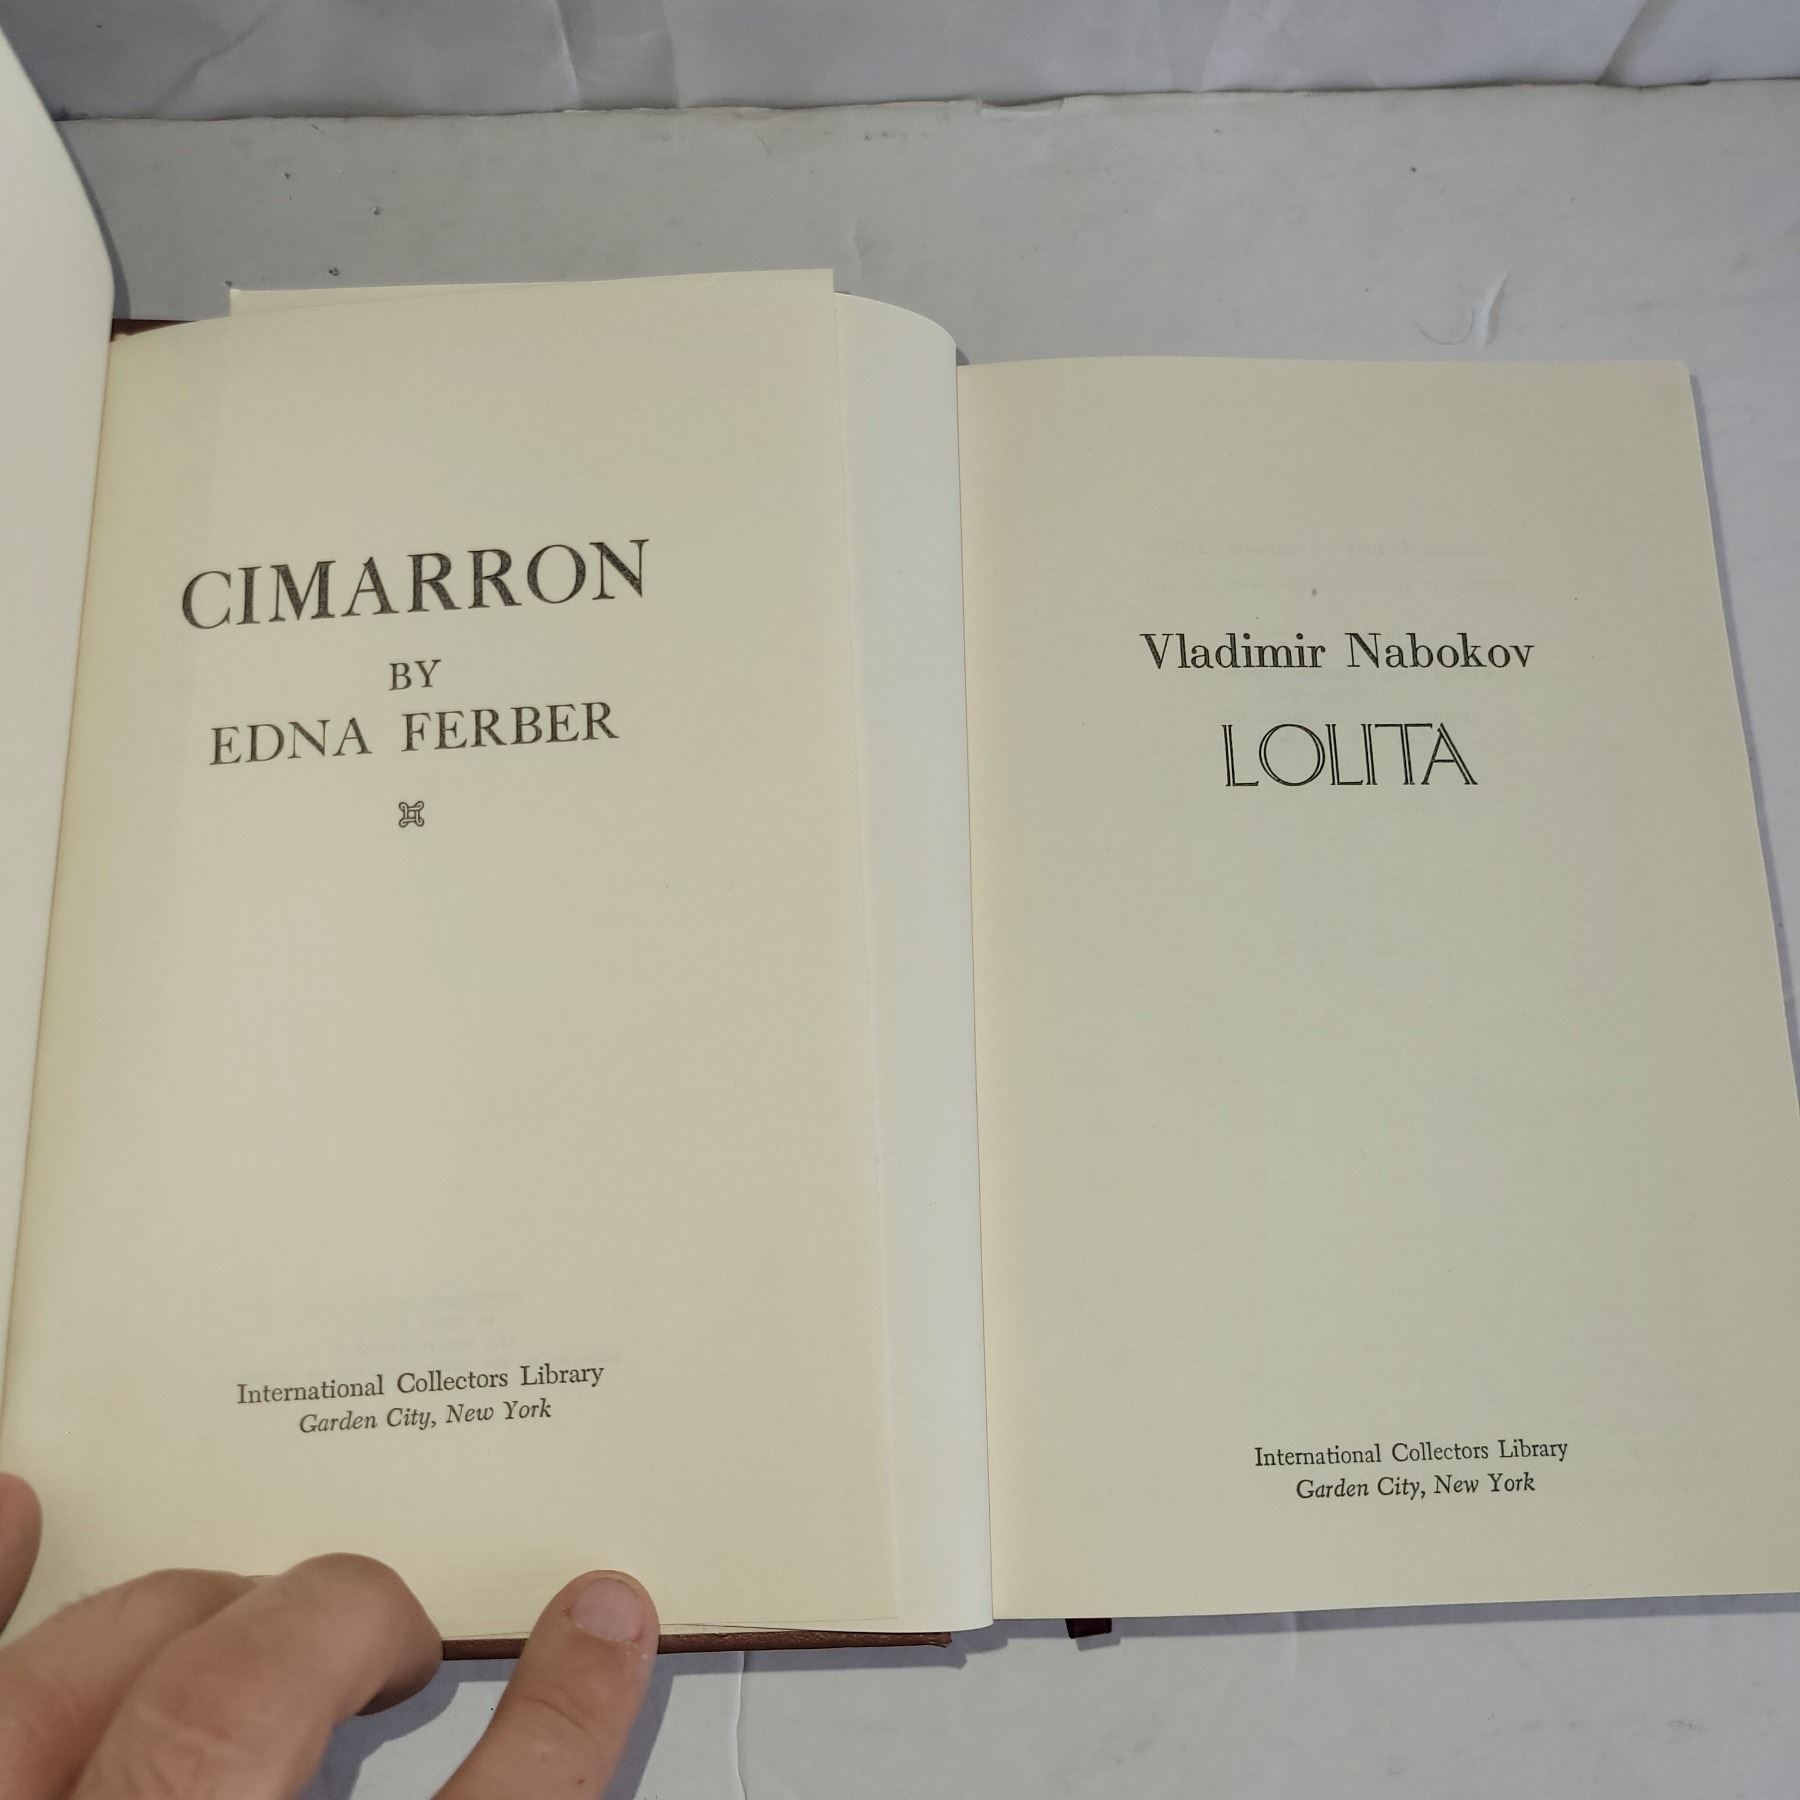 CIMARRON
BY
EDNA FERBER
International Collectors Library
Garden City, New York
Vladimir Nabokov
LOLITA
International Collectors Library
Garden City, New York